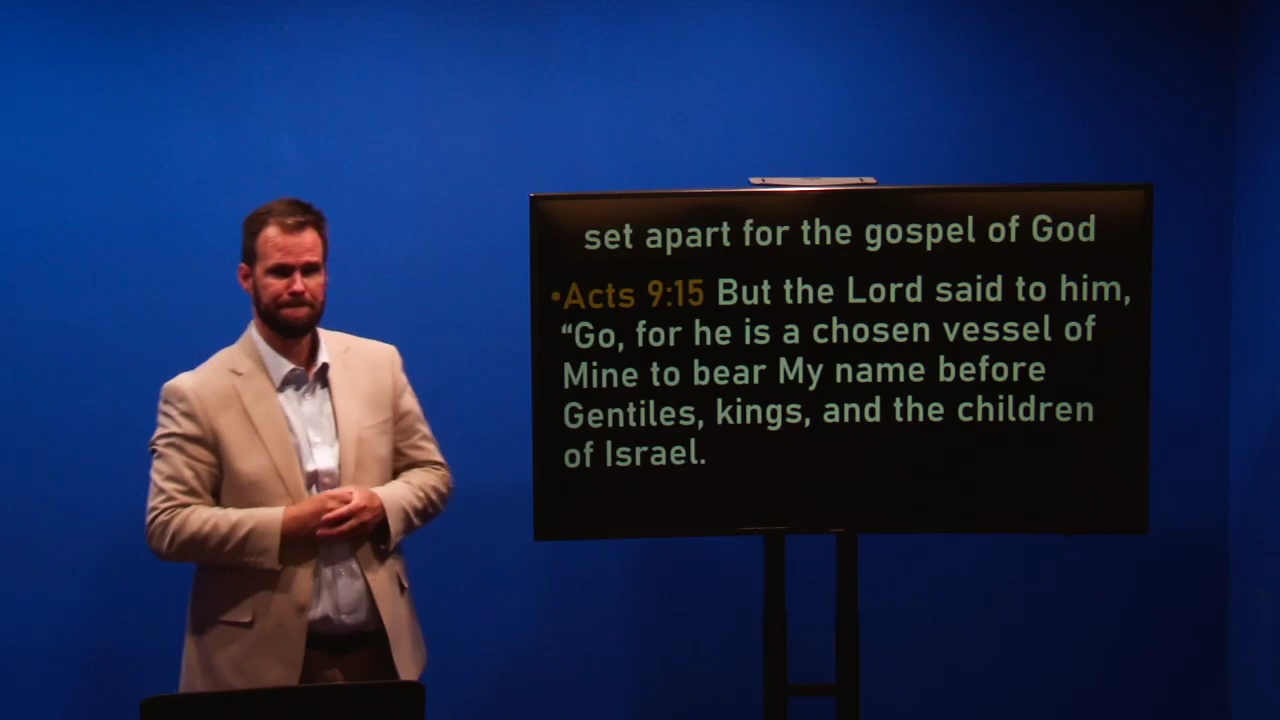 set apart for the gospel of God
•Acts 9:15 But the Lord said to him,
“Go, for he is a chosen vessel of
Mine to bear My name before
Gentiles, kings, and the children
of Israel.